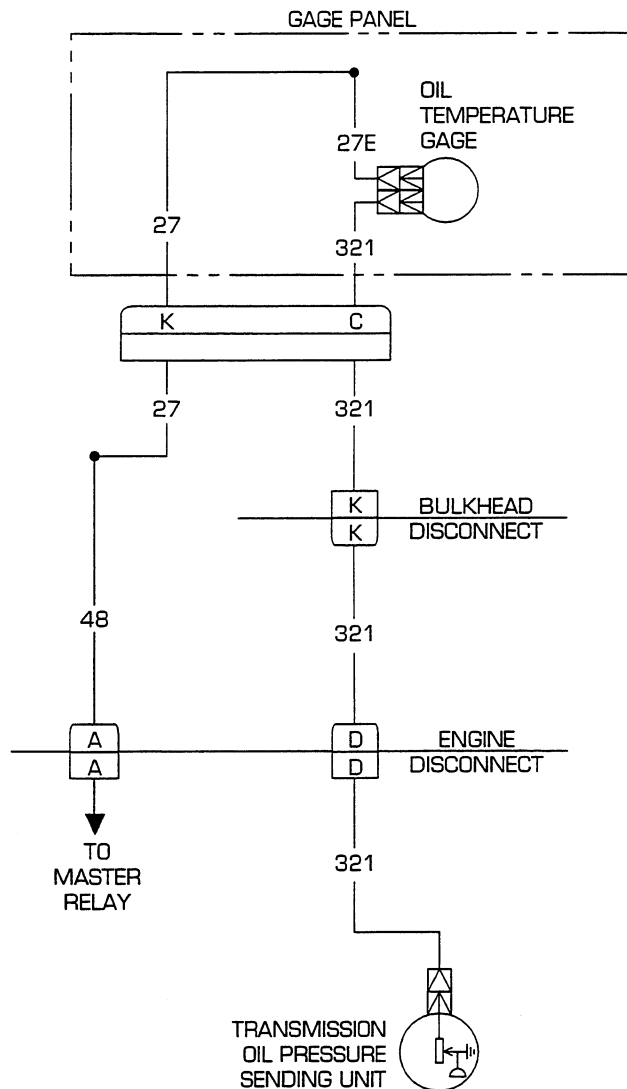 GAGE PANEL
OIL
TEMPERATURE
GAGE
27E
27
321
K
C
27
321
K
K
BULKHEAD
DISCONNECT
48
321
A
A
D
D
ENGINE
DISCONNECT
TO
MASTER
RELAY
321
TRANSMISSION
OIL PRESSURE
SENDING UNIT